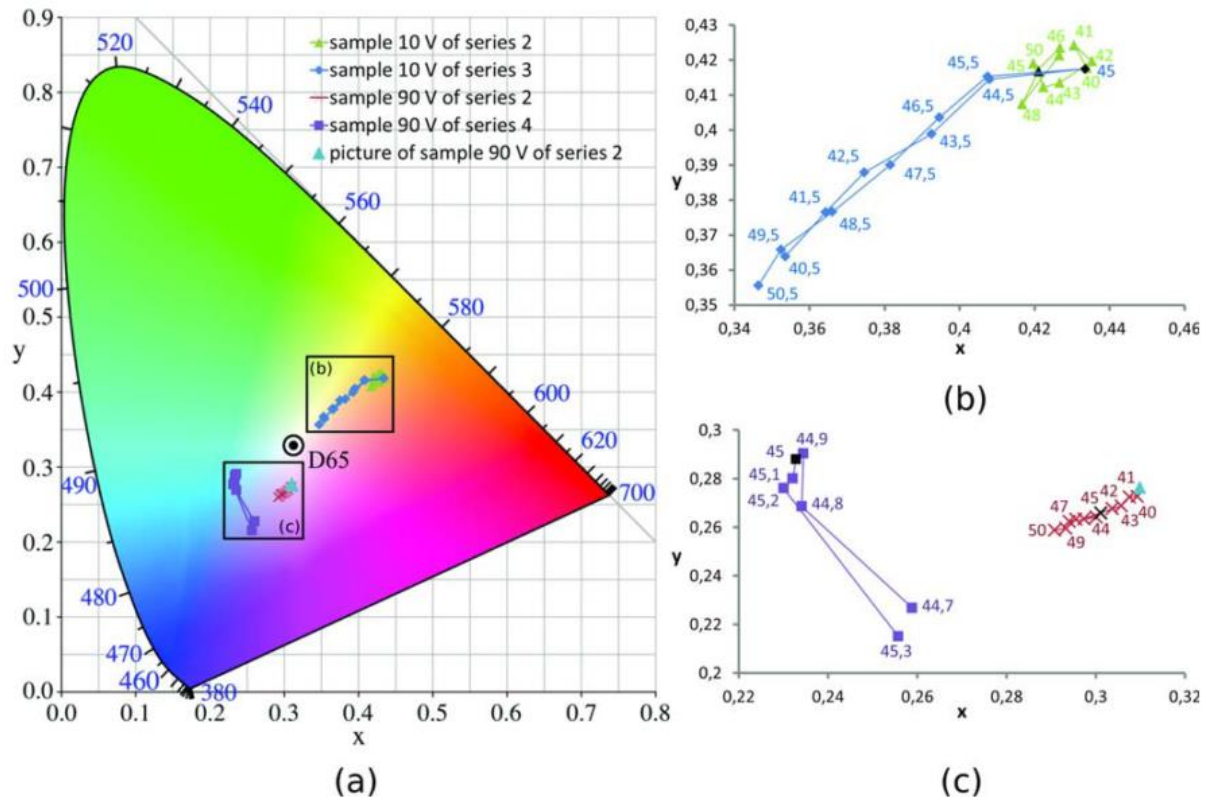 0.9
0.8
0.7
0.6
0.5
0.5
0.4
0.3
0.2
0.1
0.0
y
0.0 0.1 0.2 0.3 0.4 0.5 0.6 0.7 0.8
x
520
540
560
580
600
620
700
500
490
480
470
460
380
sample 10 V of series 2
sample 10 V of series 3
sample 90 V of series 2
sample 90 V of series 4
picture of sample 90 V of series 2
(b)
D65
(c)
(a)
0,43
0,42
0,41
0,4
0,39
0,38
0,37
0,36
0,35
y
0,34 0,36 0,38 0,4 0,42 0,44 0,46
x
46 41
50 42
45
45,5 45
40
44,5 43
44
48
46,5
43,5
42,5
47,5
41,5
48,5
49,5
40,5
50,5
(b)
0,3
0,28
0,26
0,24
0,22
0,2
y
0,22 0,24 0,26 0,28 0,3 0,32
x
45 44,9
45,1
45,2 44,8
44,7
45,3
47 45 42 41
50 49 44 43 40
(c)